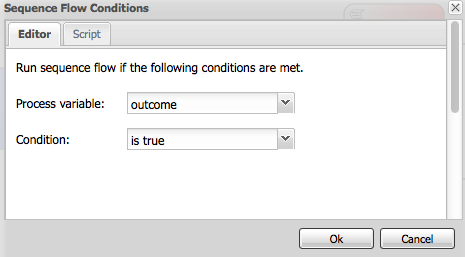 Sequence Flow Conditions
Editor Script
Run sequence flow if the following conditions are met.
Process variable: outcome
Condition: is true
Ok Cancel